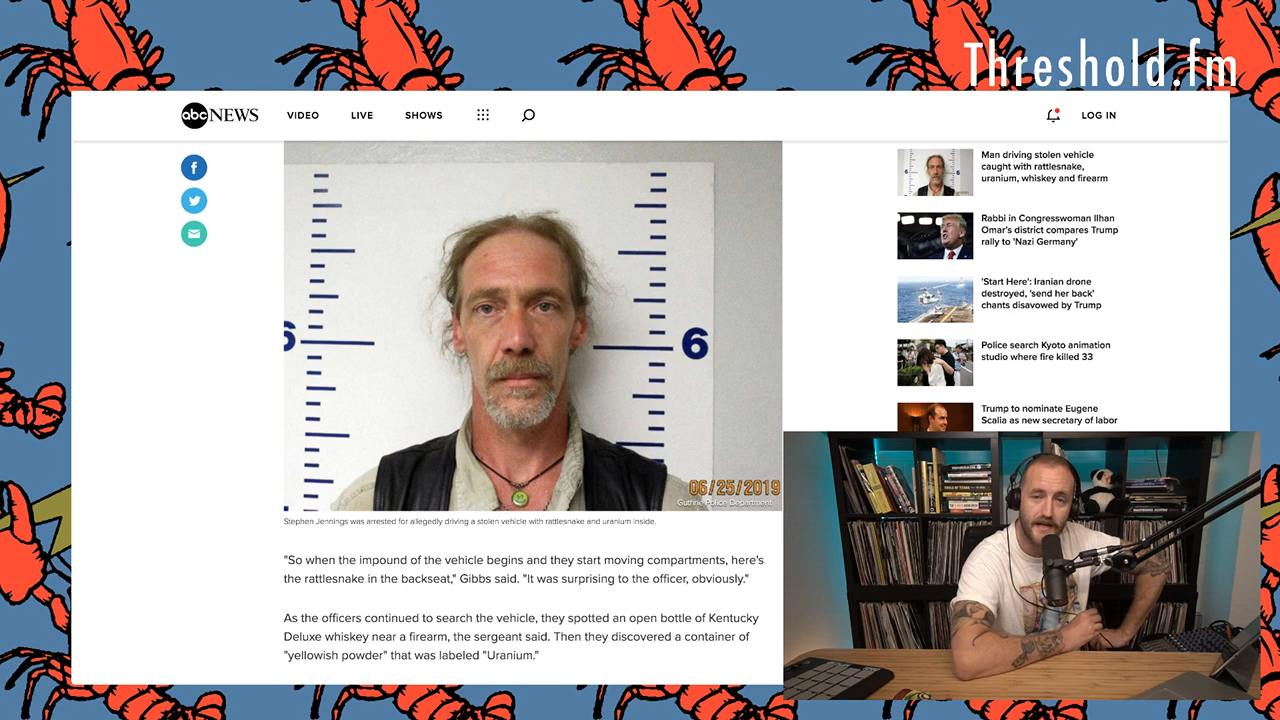 Threshold.fm
abc NEWS
VIDEO
LIVE
SHOWS
LOG IN
6
6
06/25/2019
Guthrie Police Department
Stephen Jennings was arrested for allegedly driving a stolen vehicle with rattlesnake and uranium inside.
"So when the impound of the vehicle begins and they start moving compartments, here's
the rattlesnake in the backseat," Gibbs said. "It was surprising to the officer, obviously."
As the officers continued to search the vehicle, they spotted an open bottle of Kentucky
Deluxe whiskey near a firearm, the sergeant said. Then they discovered a container of
"yellowish powder" that was labeled "Uranium."
Man driving stolen vehicle
caught with rattlesnake,
uranium, whiskey and firearm
Rabbi in Congresswoman Ilhan
Omar's district compares Trump
rally to 'Nazi Germany'
'Start Here': Iranian drone
destroyed, 'send her back'
chants disavowed by Trump
Police search Kyoto animation
studio where fire killed 33
Trump to nominate Eugene
Scalia as new secretary of labor